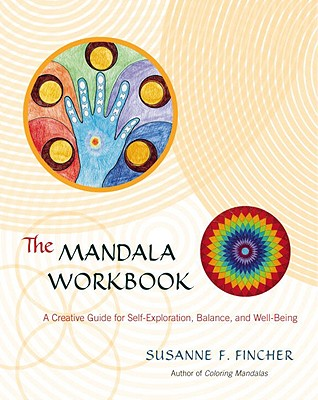 The MANDALA
WORKBOOK
A Creative Guide for Self-Exploration, Balance, and Well-Being
SUSANNE F. FINCHER
Author of Coloring Mandalas